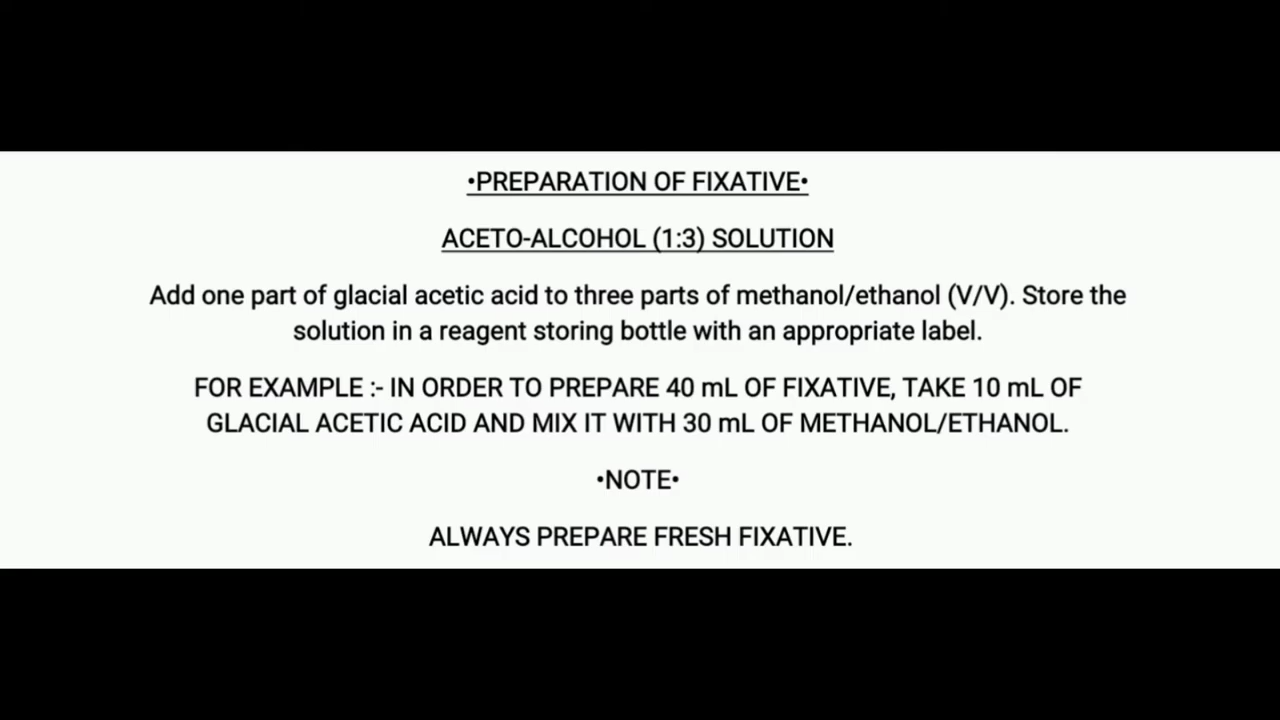 •PREPARATION OF FIXATIVE•
ACETO-ALCOHOL (1:3) SOLUTION
Add one part of glacial acetic acid to three parts of methanol/ethanol (V/V). Store the
solution in a reagent storing bottle with an appropriate label.
FOR EXAMPLE :- IN ORDER TO PREPARE 40 mL OF FIXATIVE, TAKE 10 mL OF
GLACIAL ACETIC ACID AND MIX IT WITH 30 mL OF METHANOL/ETHANOL.
•NOTE•
ALWAYS PREPARE FRESH FIXATIVE.